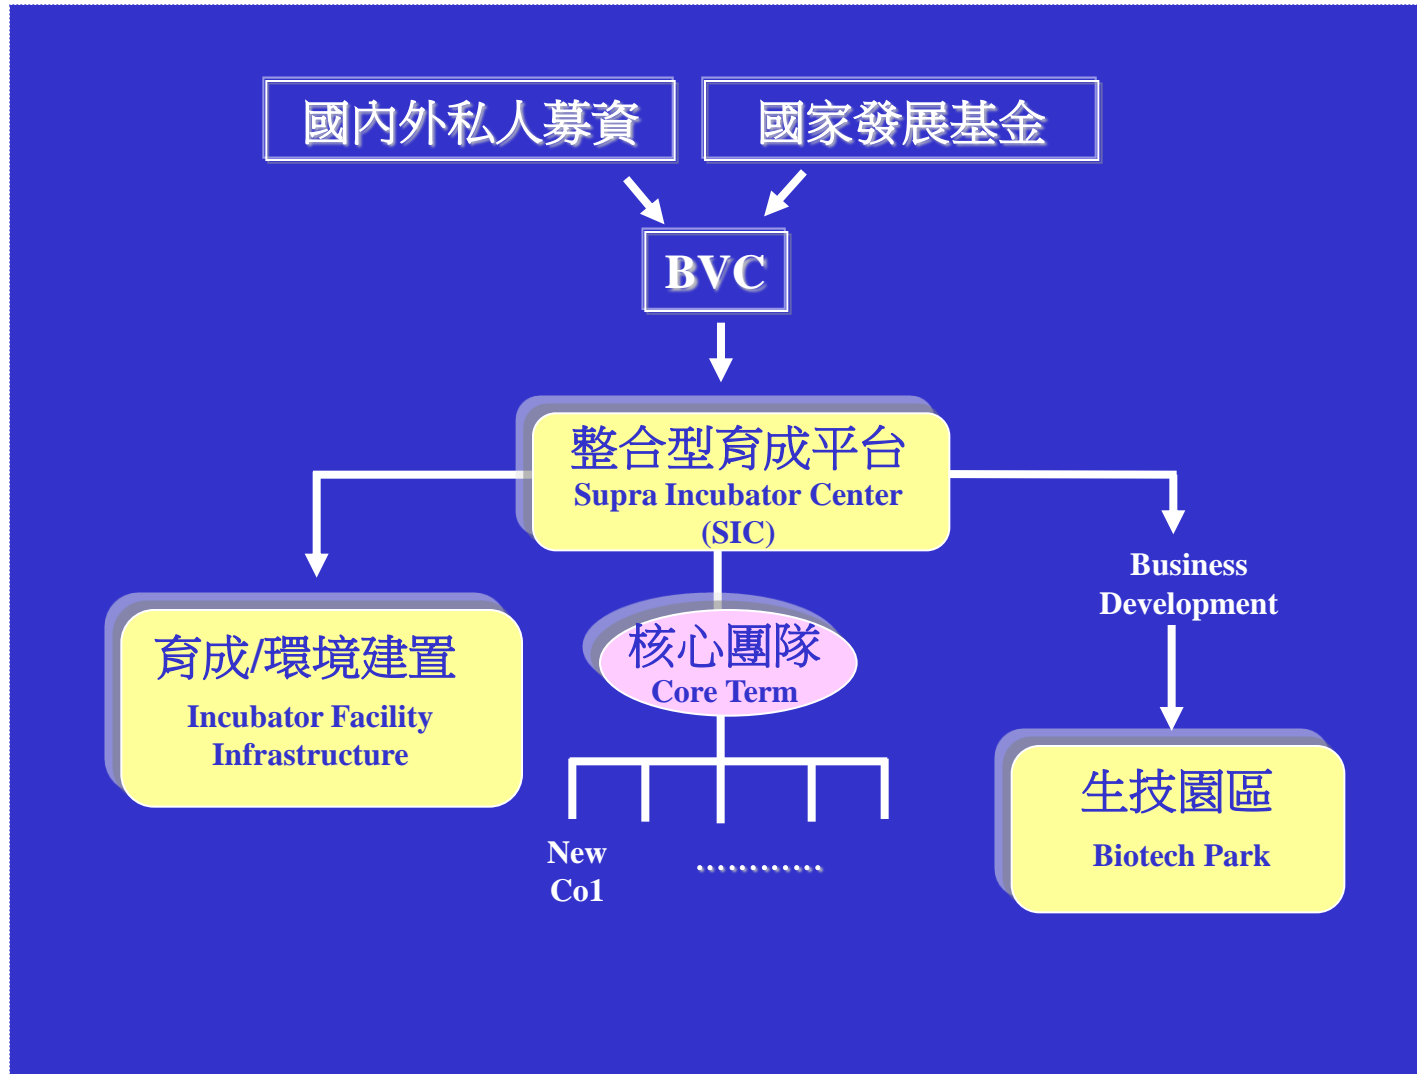 國內外私人募資
國家發展基金
BVC
整合型育成平台
Supra Incubator Center
(SIC)
育成/環境建置
Incubator Facility
Infrastructure
核心團隊
Core Term
Business
Development
New
Co1
............
生技園區
Biotech Park